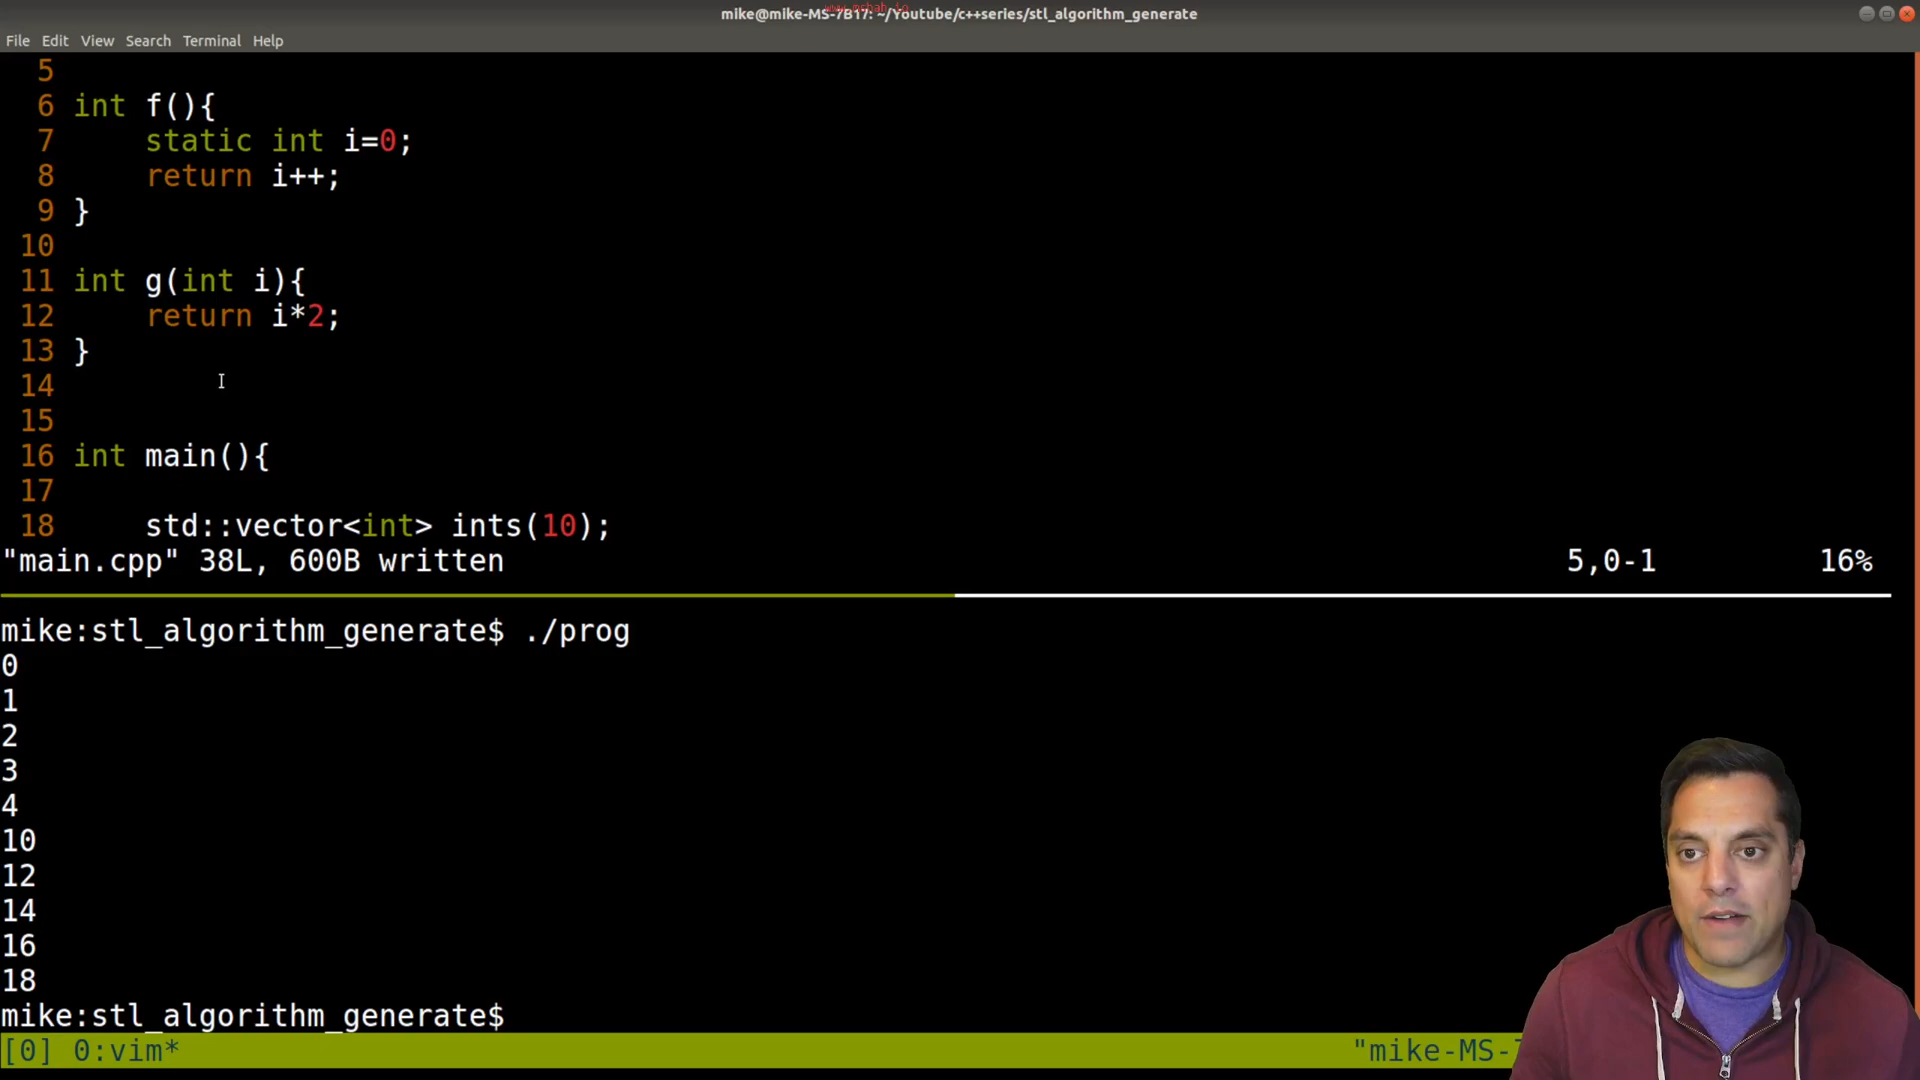 mike@mike-MS-7B17: ~/Youtube/c++series/stl_algorithm_generate
File Edit View Search Terminal Help
5
6 int f(){
7 static int i=0;
8 return i++;
9 }
10
11 int g(int i){
12 return i*2;
13 }
14
15
16 int main(){
17
18 std::vector<int> ints(10);
"main.cpp" 38L, 600B written 5,0-1 16%
mike:stl_algorithm_generate$ ./prog
0
1
2
3
4
10
12
14
16
18
mike:stl_algorithm_generate$
[0] 0:vim* "mike-MS-